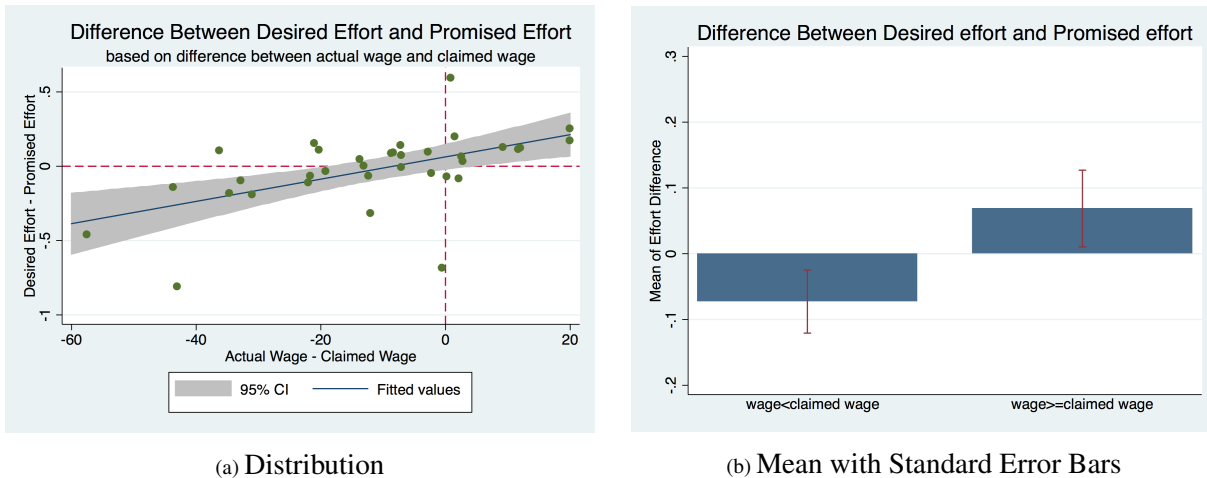 Difference Between Desired Effort and Promised Effort
based on difference between actual wage and claimed wage
Desired Effort - Promised Effort
.5
0
-.5
-1
-60
-40
-20
0
20
Actual Wage - Claimed Wage
95% CI
Fitted values
(a) Distribution
Difference Between Desired effort and Promised effort
Mean of Effort Difference
.3
.2
0.1
0
-.1
-.2
wage<claimed wage
wage>=claimed wage
(b) Mean with Standard Error Bars